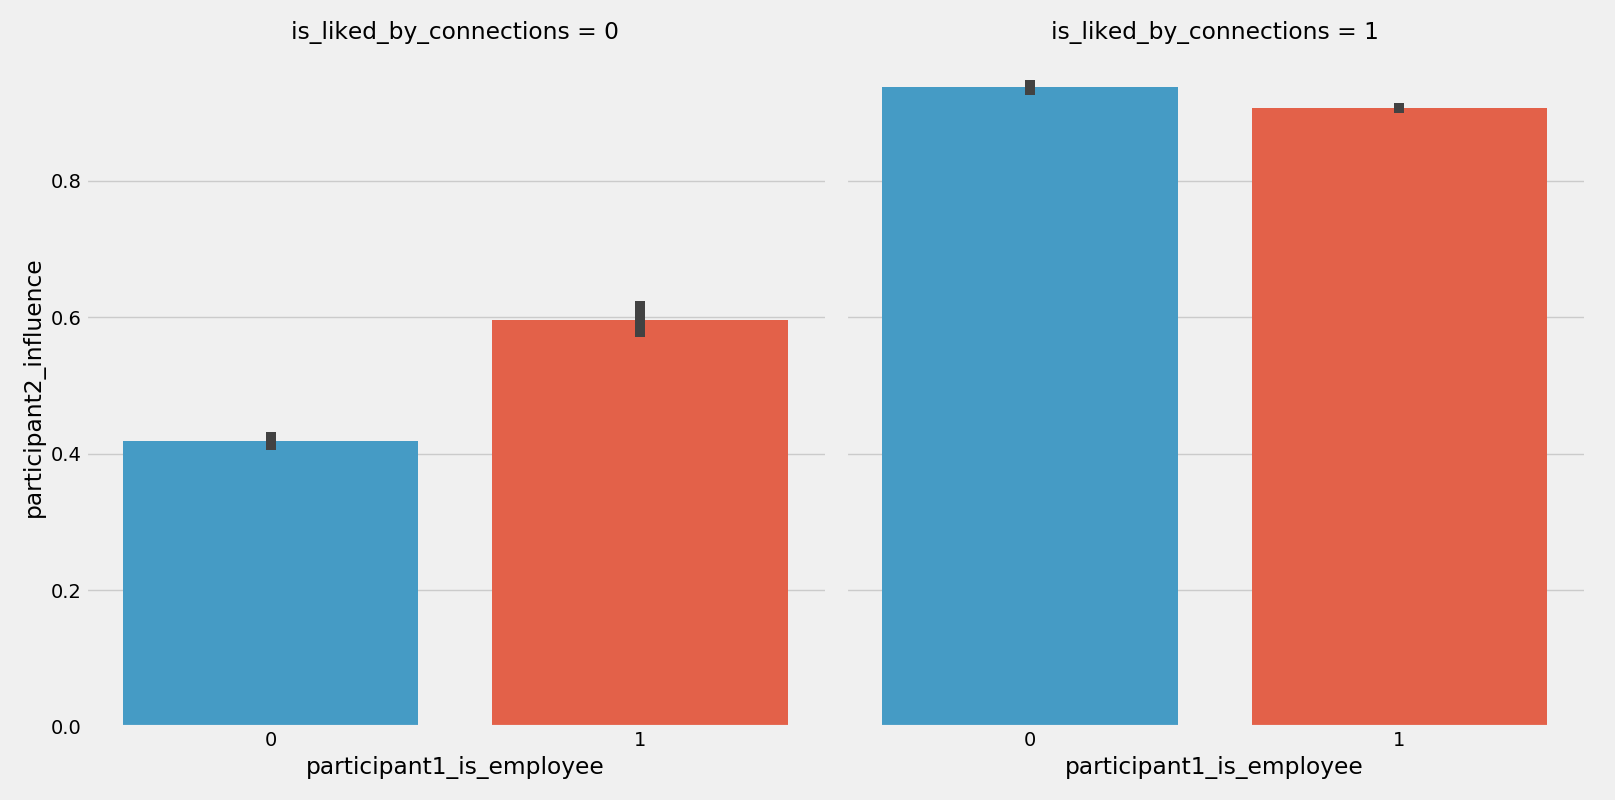 is_liked_by_connections = 0
is_liked_by_connections = 1
participant2_influence
0.8
0.6
0.4
0.2
0.0
0
1
0
1
participant1_is_employee
participant1_is_employee